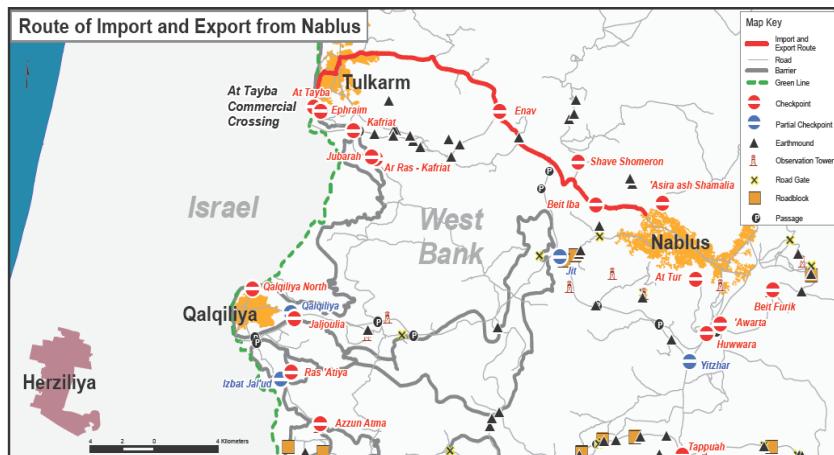 Route of Import and Export from Nablus
Map Key
Import and
Export Route
Road
Barrier
Green Line
Checkpoint
Partial Checkpoint
Earthmound
Observation Tower
Road Gate
Roadblock
P Passage
At Tayba
Tulkarm
At Tayba
Commercial
Crossing
Ephraim
Kafriat
Enav
Jubarah
Ar Ras - Kafriat
Shave Shomeron
P
P
'Asira ash Shamalia
Beit Iba
Israel
West
Bank
Nablus
Jit
At Tur
Qalqiliya North
Beit Furik
Qalqiliya
Qalqiliya
Jaljoulia
P
P
P
'Awarta
Huwwara
P
Yitzhar
Ras 'Atiya
Izbat Jal'ud
Herziliya
Azzun Atma
4 2 0 4 Kilometers
Tappuah